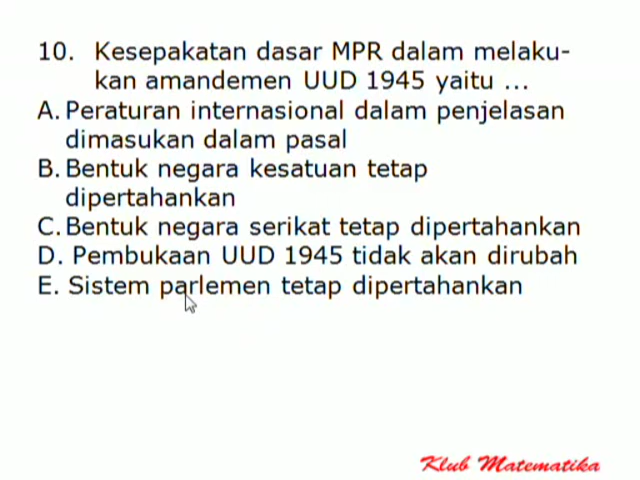 10. Kesepakatan dasar MPR dalam melaku-
kan amandemen UUD 1945 yaitu ...
A. Peraturan internasional dalam penjelasan
dimasukan dalam pasal
B. Bentuk negara kesatuan tetap
dipertahankan
C. Bentuk negara serikat tetap dipertahankan
D. Pembukaan UUD 1945 tidak akan dirubah
E. Sistem parlemen tetap dipertahankan
Klub Matematika